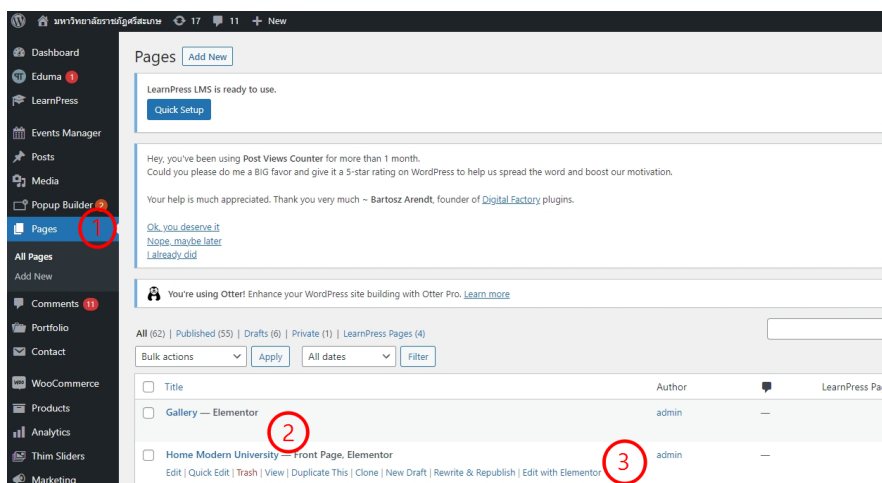 มหาวิทยาลัยราชภัฏศรีสะเกษ 17 11 + New
Dashboard
Eduma 1
LearnPress
Events Manager
Posts
Media
Popup Builder 2
Pages 1
All Pages
Add New
Comments 11
Portfolio
Contact
WooCommerce
Products
Analytics
Thim Sliders
Marketing
Pages Add New
LearnPress LMS is ready to use.
Quick Setup
Hey, you've been using Post Views Counter for more than 1 month.
Could you please do me a BIG favor and give it a 5-star rating on WordPress to help us spread the word and boost our motivation.
Your help is much appreciated. Thank you very much ~ Bartosz Arendt, founder of Digital Factory plugins.
Ok, you deserve it
Nope, maybe later
I already did
You're using Otter! Enhance your WordPress site building with Otter Pro. Learn more
All (62) | Published (55) | Drafts (6) | Private (1) | LearnPress Pages (4)
Bulk actions Apply All dates Filter
Title Author LearnPress Pa
Gallery — Elementor admin —
2
Home Modern University — Front Page, Elementor admin —
3
Edit | Quick Edit | Trash | View | Duplicate This | Clone | New Draft | Rewrite & Republish | Edit with Elementor